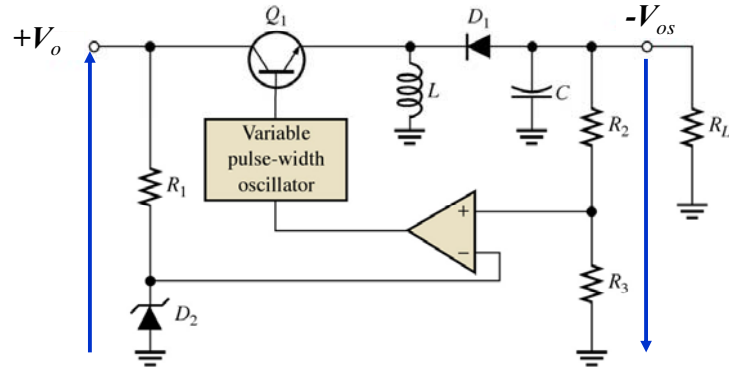 Q1
D1
-Vos
+Vo
L
C
R2
RL
Variable
pulse-width
oscillator
R1
+
−
R3
D2